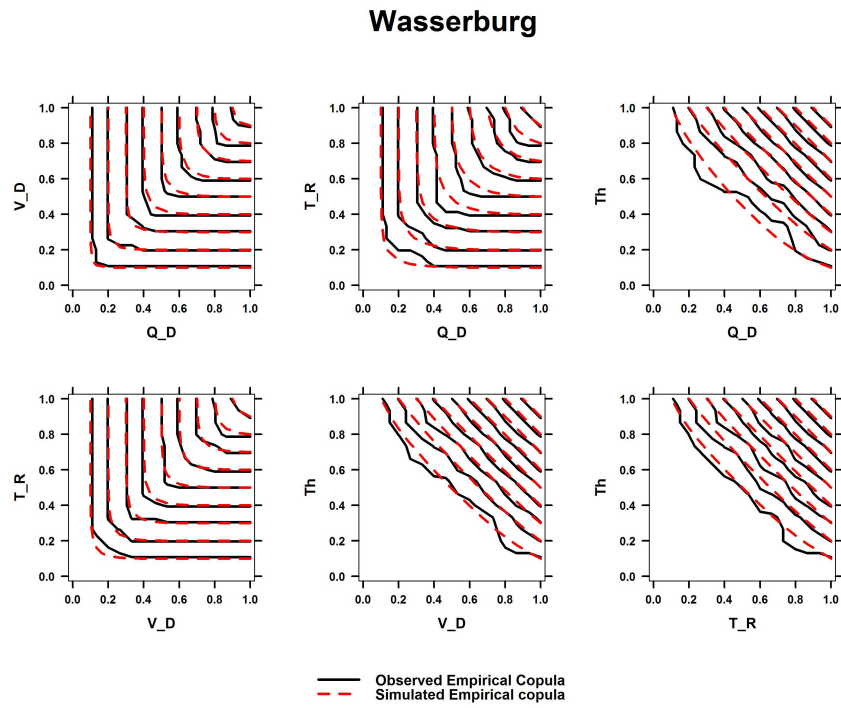 Wasserburg
1.0 1.0 1.0
0.8 0.8 0.8
0.6 0.6 0.6
V_D T_R Th
0.4 0.4 0.4
0.2 0.2 0.2
0.0 0.0 0.0
0.0 0.2 0.4 0.6 0.8 1.0 0.0 0.2 0.4 0.6 0.8 1.0 0.0 0.2 0.4 0.6 0.8 1.0
Q_D Q_D Q_D
1.0 1.0 1.0
0.8 0.8 0.8
0.6 0.6 0.6
T_R Th Th
0.4 0.4 0.4
0.2 0.2 0.2
0.0 0.0 0.0
0.0 0.2 0.4 0.6 0.8 1.0 0.0 0.2 0.4 0.6 0.8 1.0 0.0 0.2 0.4 0.6 0.8 1.0
V_D V_D T_R
Observed Empirical Copula
Simulated Empirical copula